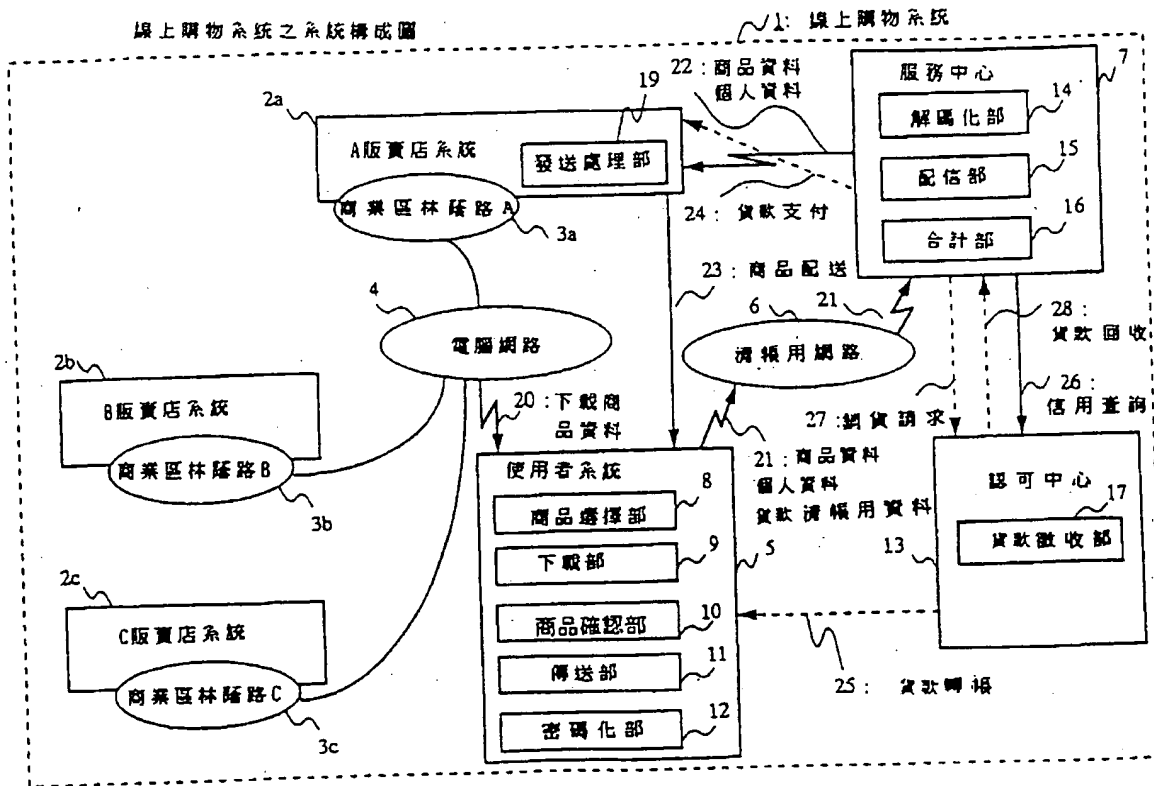 線上購物系統之系統構成圖
1: 線上購物系統
2a
A販賣店系統
19
發送處理部
商業區林蔭路A
3a
22:商品資料
個人資料
服務中心
7
解碼化部
14
配信部
15
合計部
16
24: 貨款支付
23:商品配送
4
電腦網路
6
21
清帳用網路
28:
貨款回收
26:
信用查詢
2b
B販賣店系統
商業區林蔭路B
3b
20:下載商
品資料
27:
請求
21:商品資料
個人資料
貨款清帳用資料
使用者系統
商品選擇部
8
下載部
9
5
商品確認部
10
傳送部
11
密碼化部
12
認可中心
17
貨款徵收部
13
2c
C販賣店系統
商業區林蔭路C
3c
25: 貨款轉帳